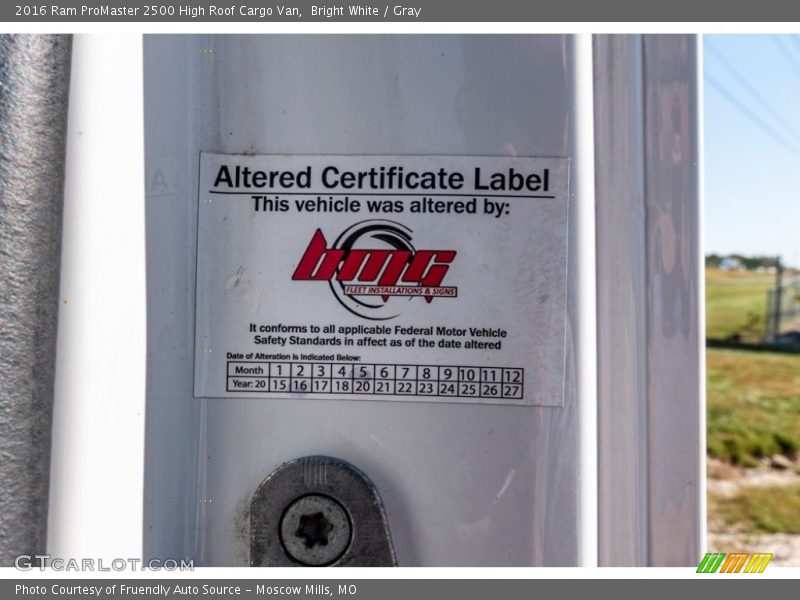 2016 Ram ProMaster 2500 High Roof Cargo Van, Bright White / Gray
Altered Certificate Label
This vehicle was altered by:
bmg
FLEET INSTALLATIONS & SIGNS
It conforms to all applicable Federal Motor Vehicle
Safety Standards in affect as of the date altered
Date of Alteration is Indicated Below:
Month 1 2 3 4 5 6 7 8 9 10 11 12
Year: 20 15 16 17 18 20 21 22 23 24 25 26 27
GTCARLOT.COM
Photo Courtesy of Fruendly Auto Source - Moscow Mills, MO